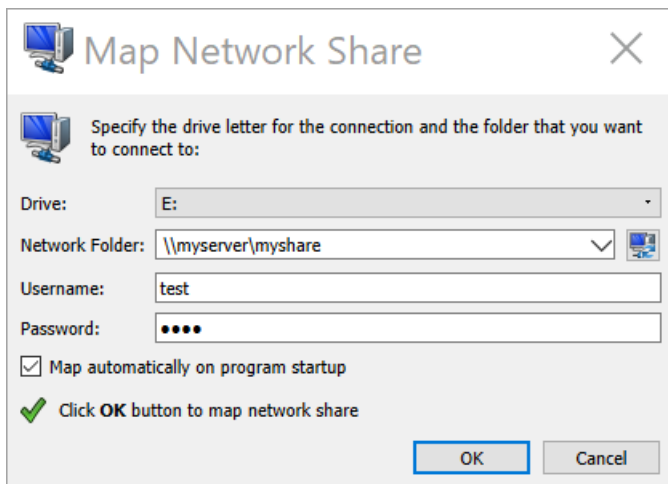 Map Network Share
Specify the drive letter for the connection and the folder that you want
to connect to:
Drive: E:
Network Folder: \\myserver\myshare
Username: test
Password: ••••
Map automatically on program startup
Click OK button to map network share
OK Cancel